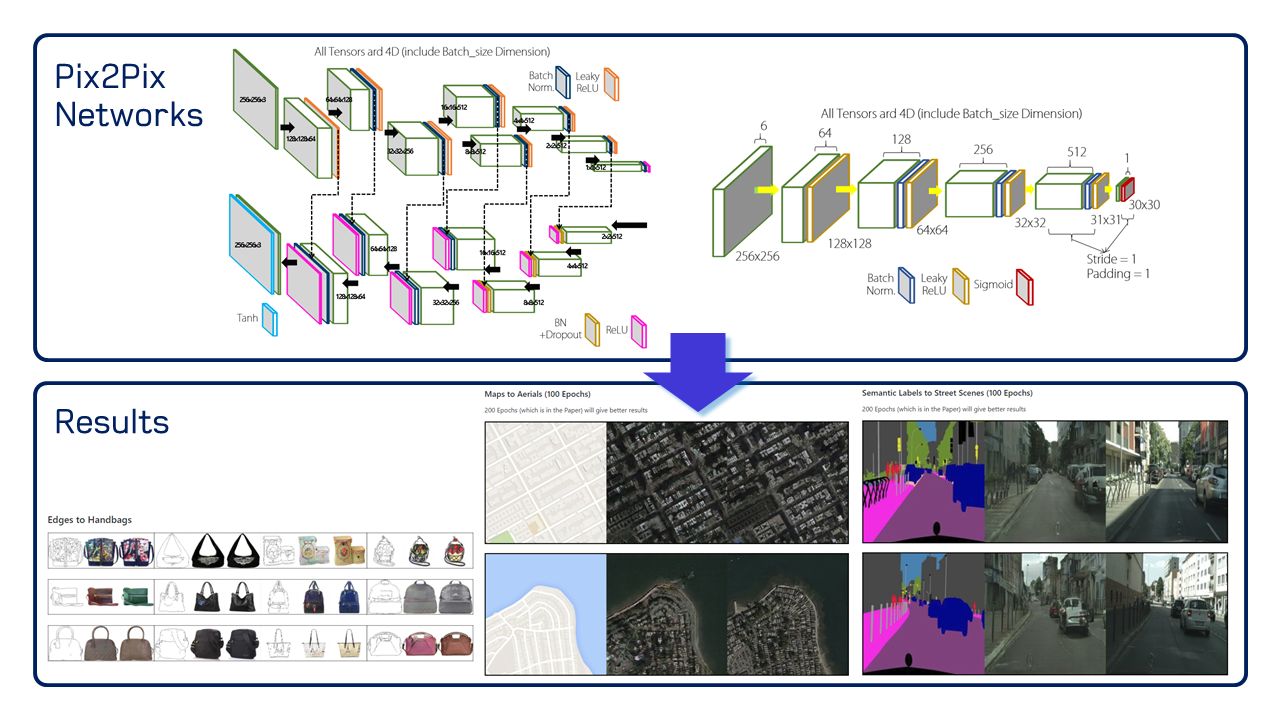 Pix2Pix
Networks
All Tensors ard 4D (include Batch_size Dimension)
Batch
Norm.
Leaky
ReLU
256x256x3
128x128x64
64x64x128
32x32x256
16x16x512
8x8x512
4x4x512
2x2x512
1x1x512
256x256x3
128x128x64
64x64x128
32x32x256
16x16x512
8x8x512
4x4x512
2x2x512
Tanh
BN
+Dropout
ReLU
All Tensors ard 4D (include Batch_size Dimension)
6
64
128
256
512
1
256x256
128x128
64x64
32x32
31x31
30x30
Stride = 1
Padding = 1
Batch
Norm.
Leaky
ReLU
Sigmoid
Results
Edges to Handbags
Maps to Aerials (100 Epochs)
200 Epochs (which is in the Paper) will give better results
Semantic Labels to Street Scenes (100 Epochs)
200 Epochs (which is in the Paper) will give better results